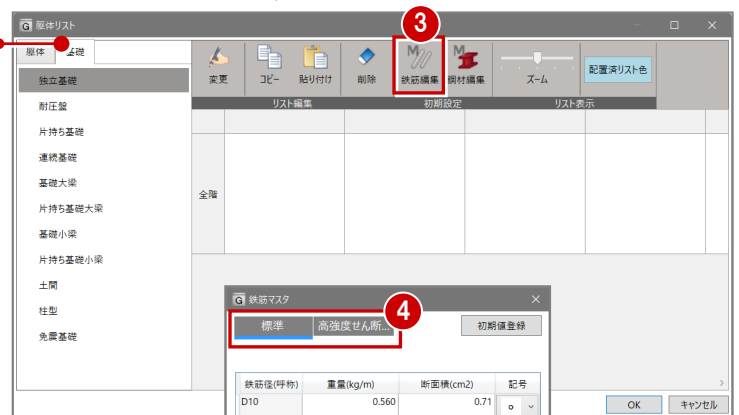 3
G 躯体リスト
躯体 基礎
変更 コピー 貼り付け 削除 鉄筋編集 鋼材編集 ズーム 配置済リスト色
リスト編集 初期設定 リスト表示
独立基礎
耐圧盤
片持ち基礎
連続基礎
基礎大梁
片持ち基礎大梁
基礎小梁
片持ち基礎小梁
土間
柱型
免震基礎
全階
G 鉄筋マスタ
4
標準 高強度せん断... 初期値登録
鉄筋径(呼称) 重量(kg/m) 断面積(cm2) 記号
D10 0.560 0.71
OK キャンセル